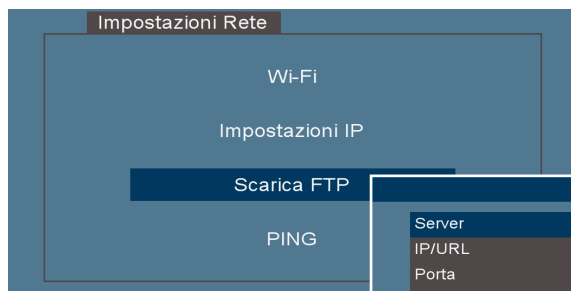 Impostazioni Rete
Wi-Fi
Impostazioni IP
Scarica FTP
PING
Server
IP/URL
Porta